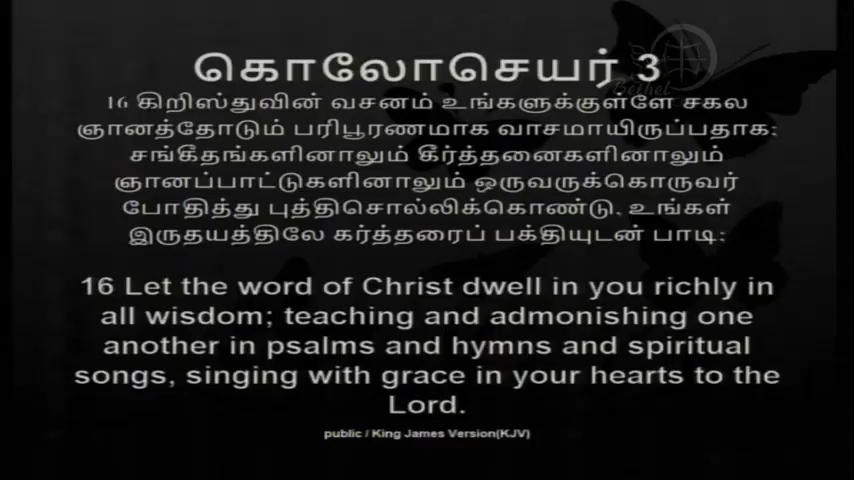 கொலோசெயர் 3
Bethel
16 கிறிஸ்துவின் வசனம் உங்களுக்குள்ளே சகல
ஞானத்தோடும் பரிபூரணமாக வாசமாயிருப்பதாக;
சங்கீதங்களினாலும் கீர்த்தனைகளினாலும்
ஞானப்பாட்டுகளினாலும் ஒருவருக்கொருவர்
போதித்து புத்திசொல்லிக்கொண்டு, உங்கள்
இருதயத்திலே கர்த்தரைப் பக்தியுடன் பாடி;
16 Let the word of Christ dwell in you richly in
all wisdom; teaching and admonishing one
another in psalms and hymns and spiritual
songs, singing with grace in your hearts to the
Lord.
public / King James Version(KJV)